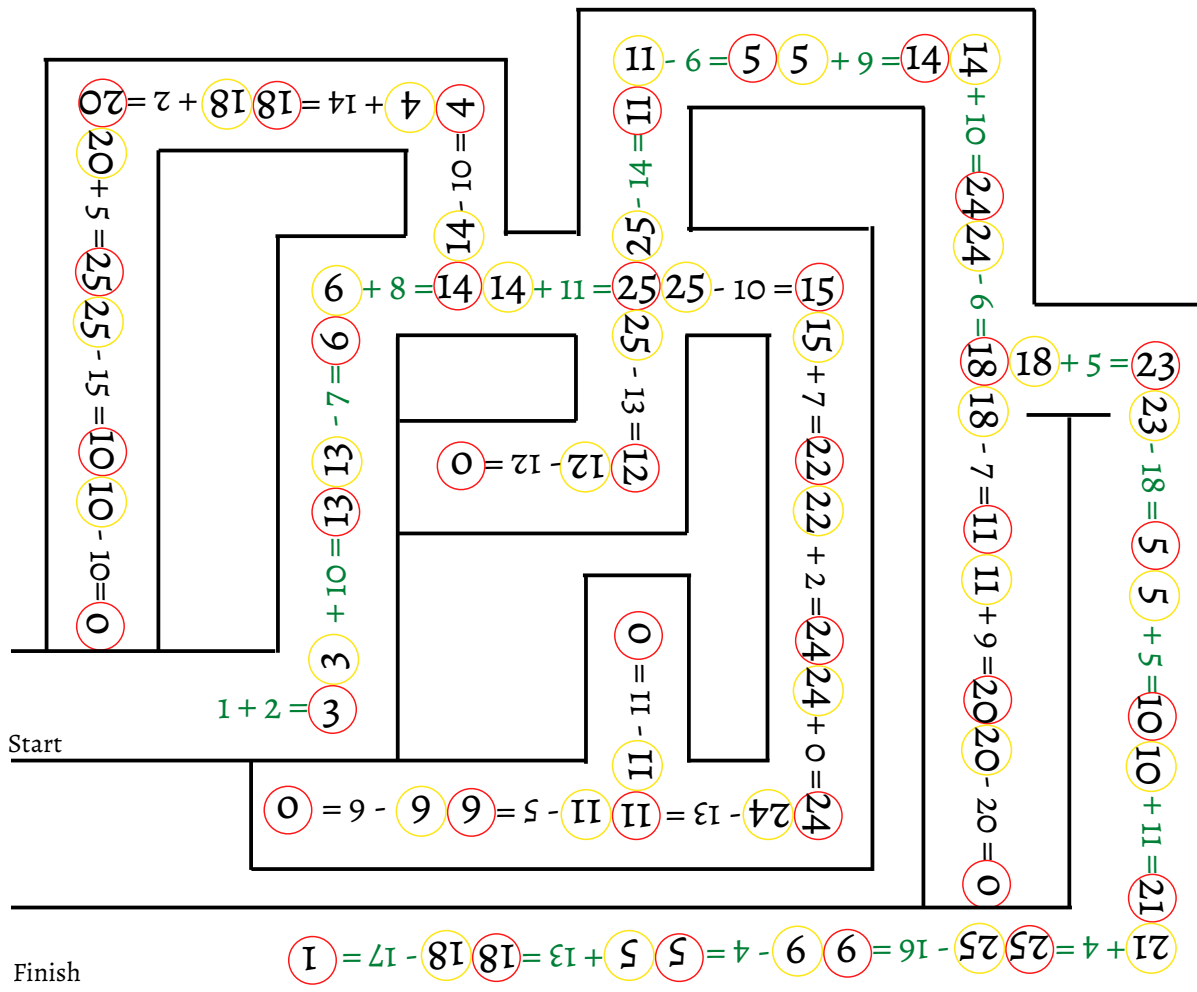 Start
1 + 2 = 3
3 + 10 = 13
13 - 7 = 6
6 + 8 = 14
14 - 10 = 4
4 + 14 = 18
18 + 2 = 20
20 + 5 = 25
25 - 15 = 10
10 - 10 = 0
14 + 11 = 25
25 - 13 = 12
12 - 12 = 0
25 - 10 = 15
15 + 7 = 22
22 + 2 = 24
24 + 0 = 24
24 - 13 = 11
11 - 11 = 0
11 - 5 = 6
6 - 6 = 0
25 - 14 = 11
11 - 6 = 5
5 + 9 = 14
14 + 10 = 24
24 - 6 = 18
18 - 7 = 11
11 + 9 = 20
20 - 20 = 0
18 + 5 = 23
23 - 18 = 5
5 + 5 = 10
10 + 11 = 21
21 + 4 = 25
25 - 16 = 9
9 - 4 = 5
5 + 13 = 18
18 - 17 = 1
Finish